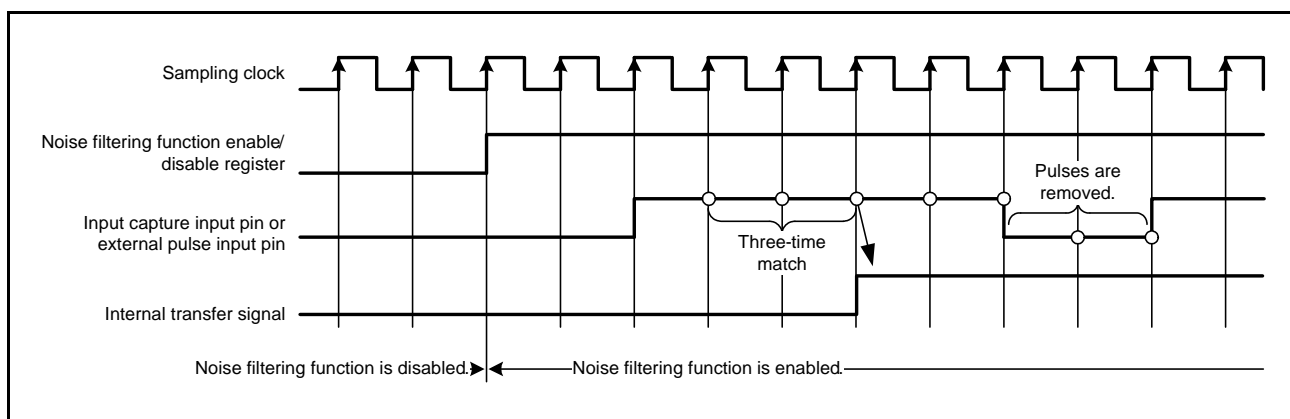 Sampling clock
Noise filtering function enable/
disable register
Pulses are
removed.
Input capture input pin or
external pulse input pin
Three-time
match
Internal transfer signal
Noise filtering function is disabled.
Noise filtering function is enabled.